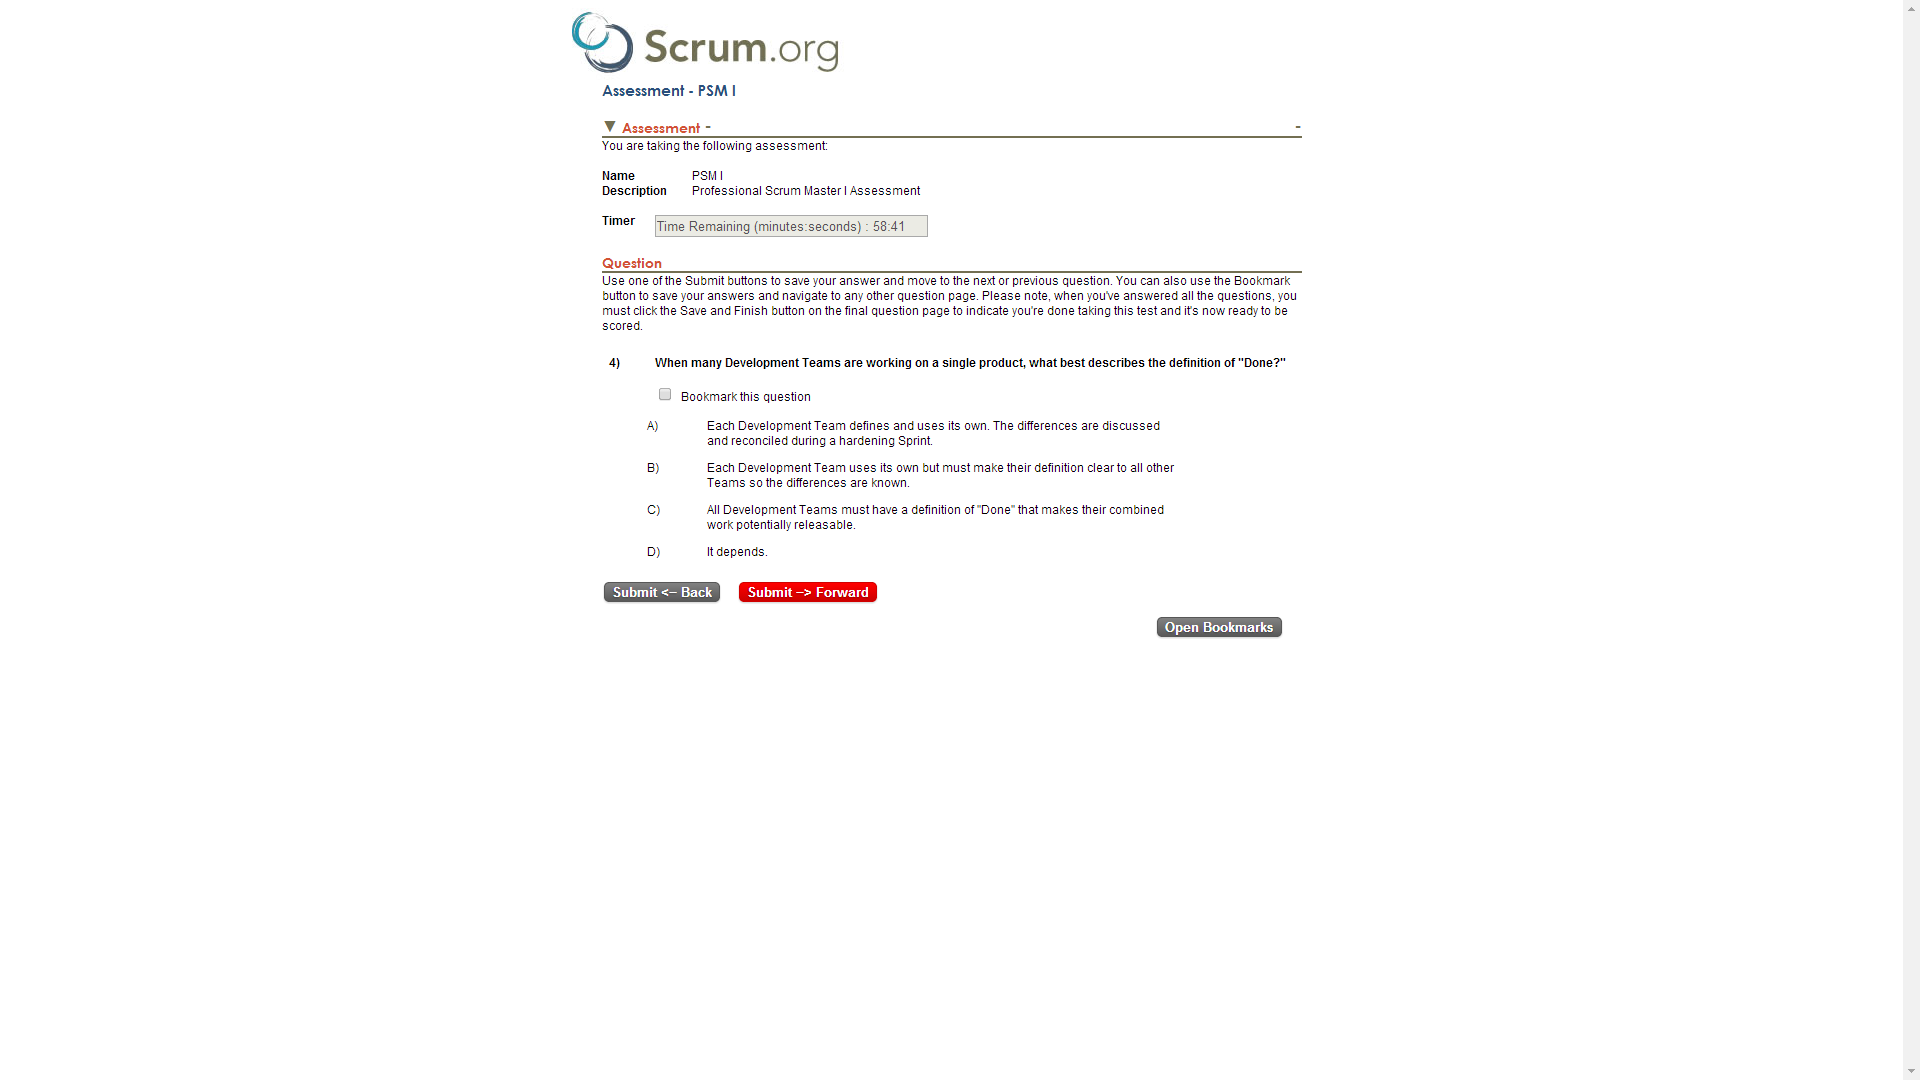 Scrum.org
Assessment - PSM I
▼ Assessment - -
You are taking the following assessment:
Name PSM I
Description Professional Scrum Master I Assessment
Timer Time Remaining (minutes:seconds) : 58:41
Question
Use one of the Submit buttons to save your answer and move to the next or previous question. You can also use the Bookmark
button to save your answers and navigate to any other question page. Please note, when you've answered all the questions, you
must click the Save and Finish button on the final question page to indicate you're done taking this test and it's now ready to be
scored.
4) When many Development Teams are working on a single product, what best describes the definition of "Done?"
Bookmark this question
A) Each Development Team defines and uses its own. The differences are discussed
and reconciled during a hardening Sprint.
B) Each Development Team uses its own but must make their definition clear to all other
Teams so the differences are known.
C) All Development Teams must have a definition of "Done" that makes their combined
work potentially releasable.
D) It depends.
Submit <-- Back Submit --> Forward
Open Bookmarks